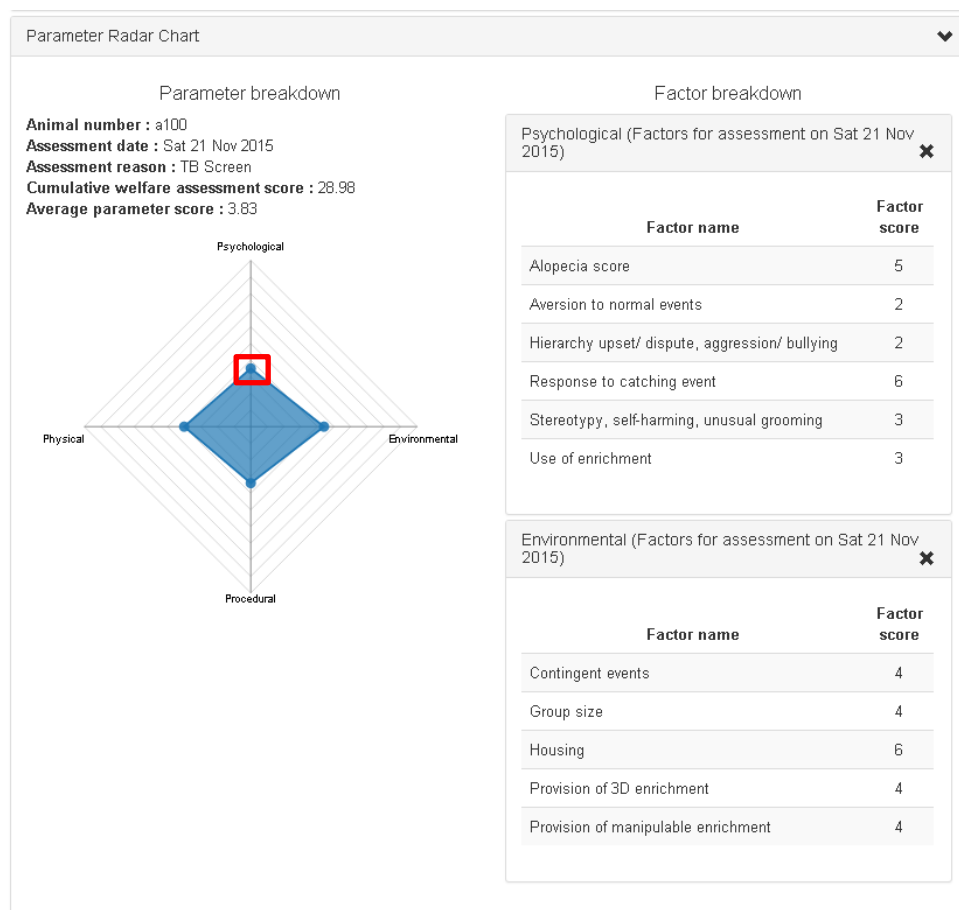 Parameter Radar Chart
Parameter breakdown
Animal number : a100
Assessment date : Sat 21 Nov 2015
Assessment reason : TB Screen
Cumulative welfare assessment score : 28.98
Average parameter score : 3.83
Psychological
Physical
Environmental
Procedural
Factor breakdown
Psychological (Factors for assessment on Sat 21 Nov
2015)
Factor name Factor
score
Alopecia score 5
Aversion to normal events 2
Hierarchy upset/ dispute, aggression/ bullying 2
Response to catching event 6
Stereotypy, self-harming, unusual grooming 3
Use of enrichment 3
Environmental (Factors for assessment on Sat 21 Nov
2015)
Factor name Factor
score
Contingent events 4
Group size 4
Housing 6
Provision of 3D enrichment 4
Provision of manipulable enrichment 4